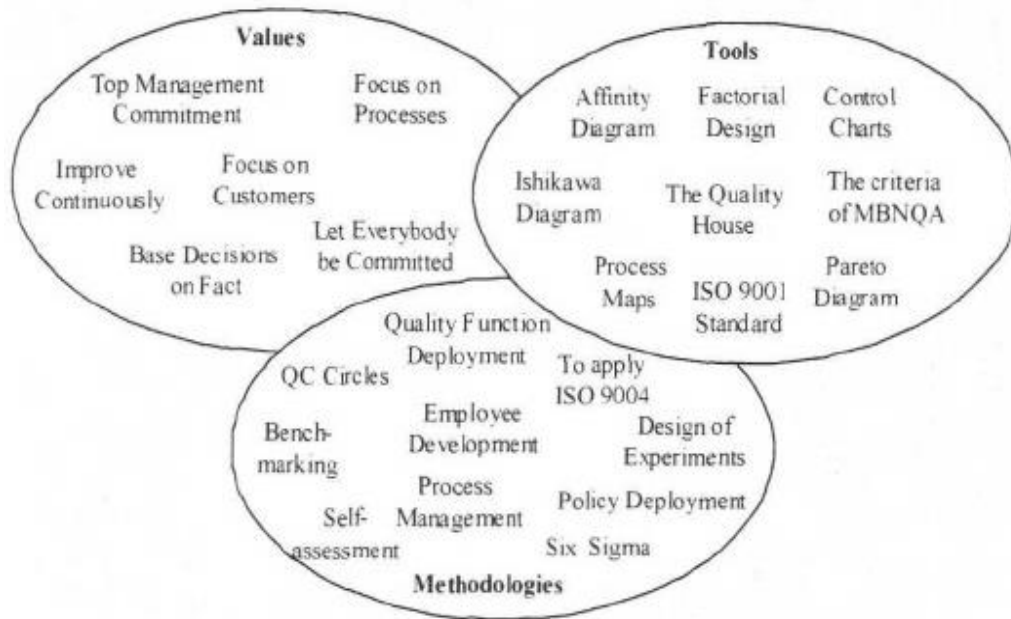 Values
Top Management
Commitment
Focus on
Processes
Improve
Continuously
Focus on
Customers
Base Decisions
on Fact
Let Everybody
be Committed
Tools
Affinity
Diagram
Factorial
Design
Control
Charts
Ishikawa
Diagram
The Quality
House
The criteria
of MBNQA
Process
Maps
ISO 9001
Standard
Pareto
Diagram
Quality Function
Deployment
QC Circles
To apply
ISO 9004
Bench-
marking
Employee
Development
Design of
Experiments
Self-
assessment
Process
Management
Policy Deployment
Six Sigma
Methodologies